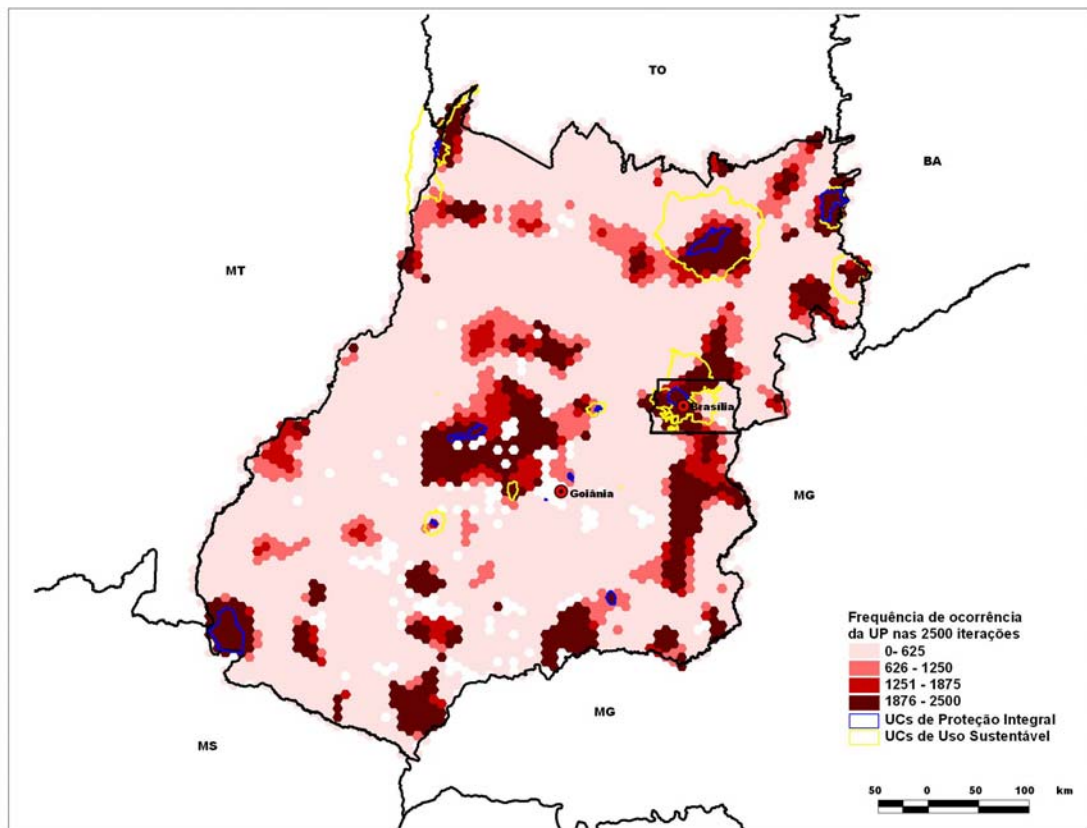 TO
BA
MT
Brasília
MG
Goiânia
MG
MS
Frequência de ocorrência
da UP nas 2500 iterações
0- 625
626 - 1250
1251 - 1875
1876 - 2500
UCs de Proteção Integral
UCs de Uso Sustentável
50 0 50 100 km